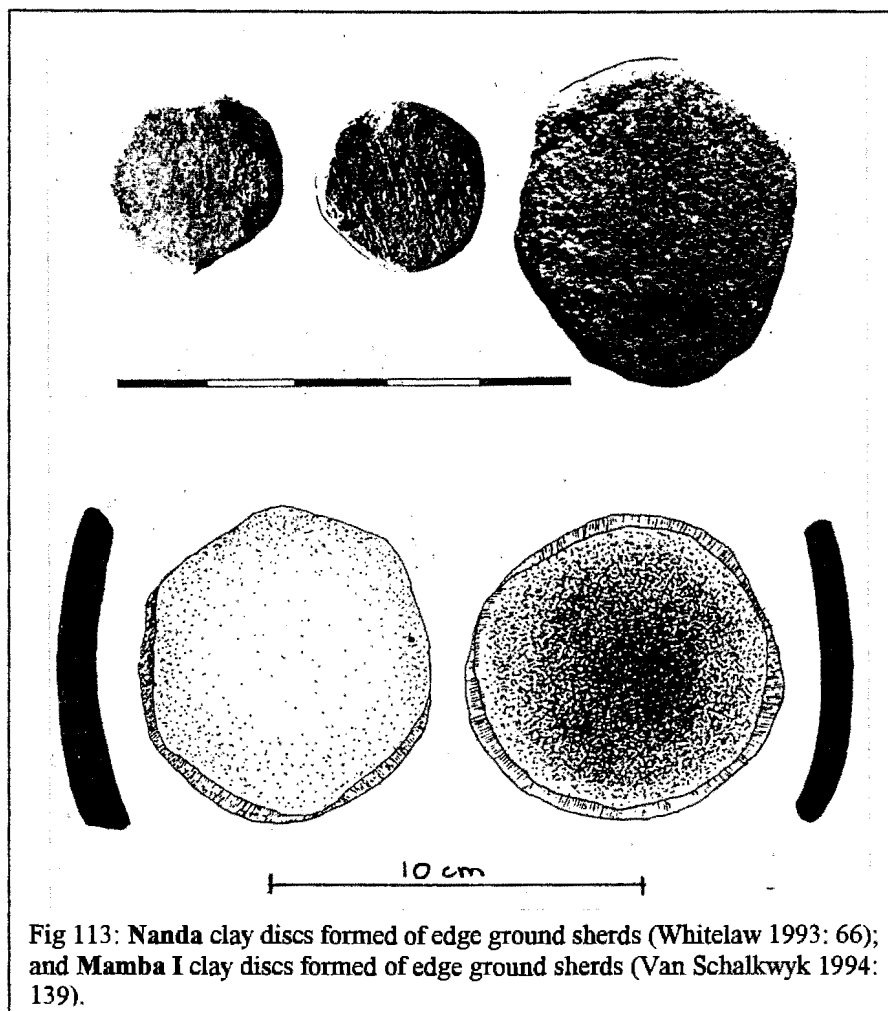 10 cm
Fig 113: Nanda clay discs formed of edge ground sherds (Whitelaw 1993: 66);
and Mamba I clay discs formed of edge ground sherds (Van Schalkwyk 1994:
139).